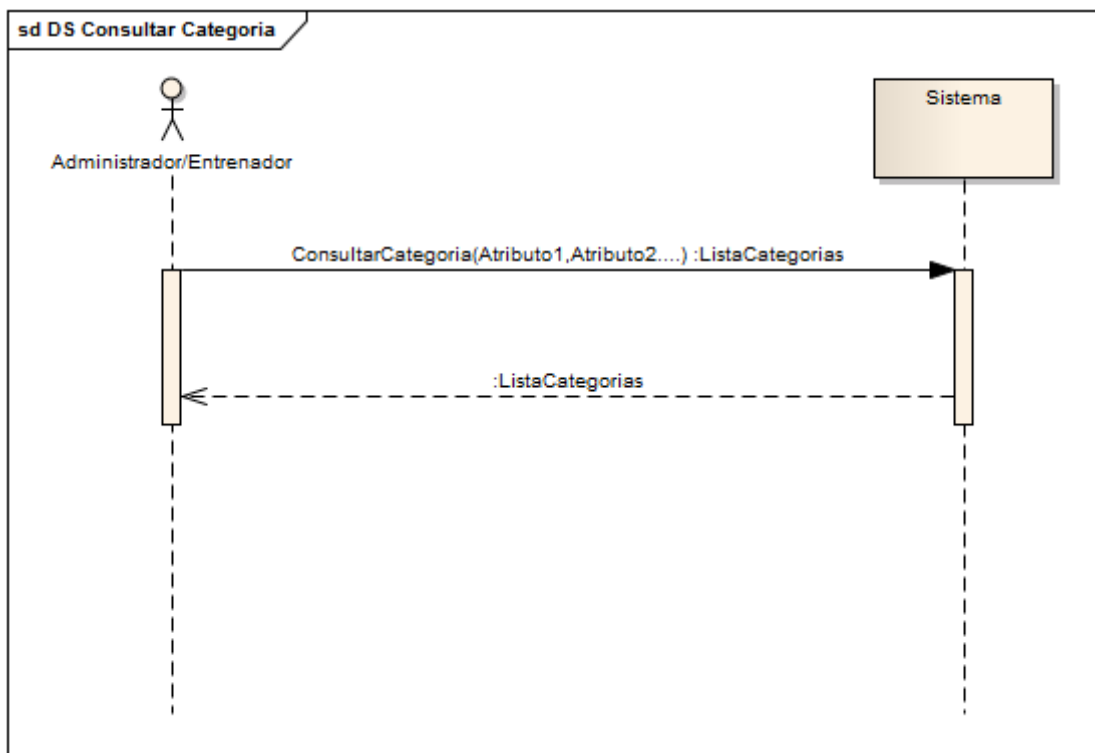 sd DS Consultar Categoria
Sistema
Administrador/Entrenador
ConsultarCategoria(Atributo1,Atributo2....) :ListaCategorias
:ListaCategorias